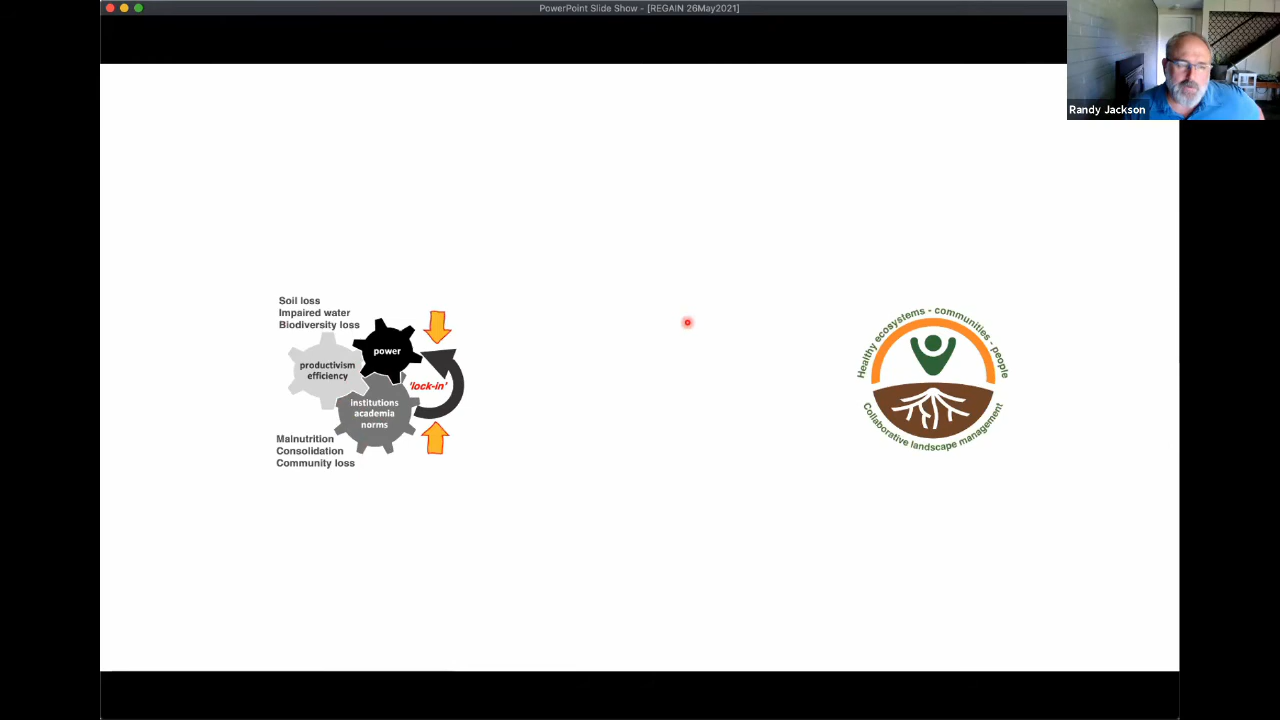 PowerPoint Slide Show - [REGAIN 26May2021]
Randy Jackson
Soil loss
Impaired water
Biodiversity loss
power
productivism
efficiency
'lock-in'
institutions
academia
norms
Malnutrition
Consolidation
Community loss
Healthy ecosystems - communities - people
Collaborative landscape management